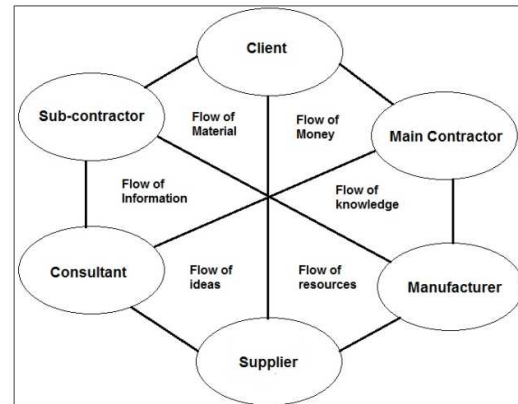 Client
Sub-contractor
Flow of
Material
Flow of
Money
Main Contractor
Flow of
Information
Flow of
knowledge
Consultant
Flow of
ideas
Flow of
resources
Manufacturer
Supplier